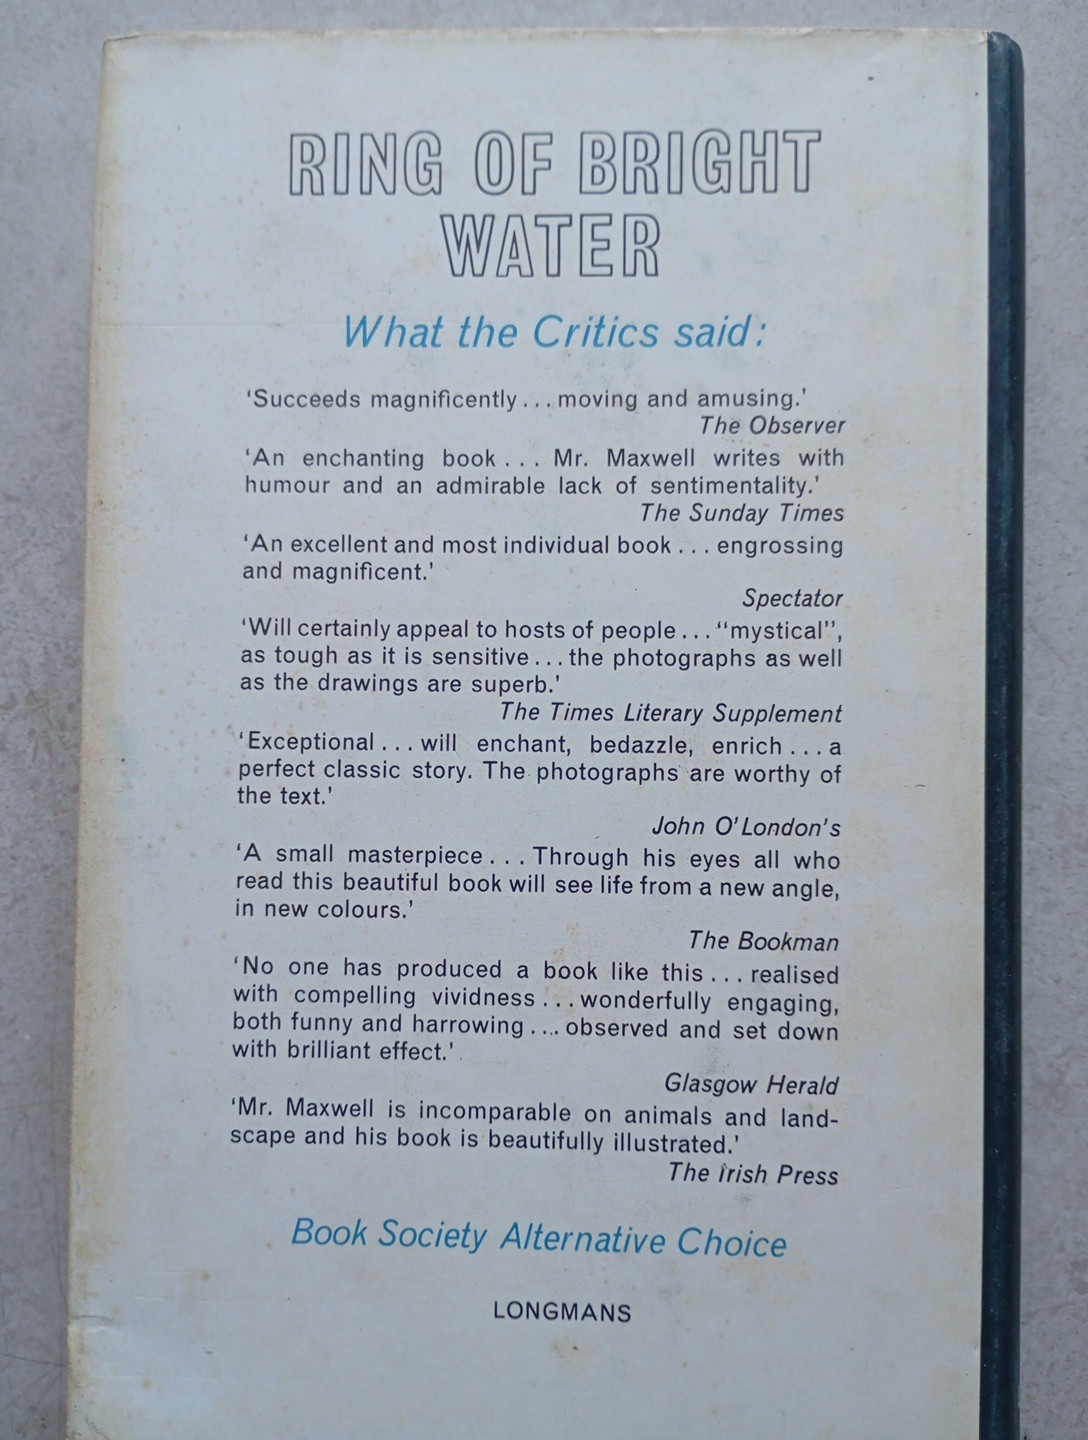 RING OF BRIGHT
WATER
What the Critics said:
‘Succeeds magnificently . . . moving and amusing.’
The Observer
‘An enchanting book . . . Mr. Maxwell writes with
humour and an admirable lack of sentimentality.’
The Sunday Times
‘An excellent and most individual book . . . engrossing
and magnificent.’
Spectator
‘Will certainly appeal to hosts of people . . . “mystical”,
as tough as it is sensitive . . . the photographs as well
as the drawings are superb.’
The Times Literary Supplement
‘Exceptional . . . will enchant, bedazzle, enrich . . . a
perfect classic story. The photographs are worthy of
the text.’
John O'London's
‘A small masterpiece . . . Through his eyes all who
read this beautiful book will see life from a new angle,
in new colours.’
The Bookman
‘No one has produced a book like this . . . realised
with compelling vividness . . . wonderfully engaging,
both funny and harrowing . . . observed and set down
with brilliant effect.’
Glasgow Herald
‘Mr. Maxwell is incomparable on animals and land-
scape and his book is beautifully illustrated.’
The Irish Press
Book Society Alternative Choice
LONGMANS